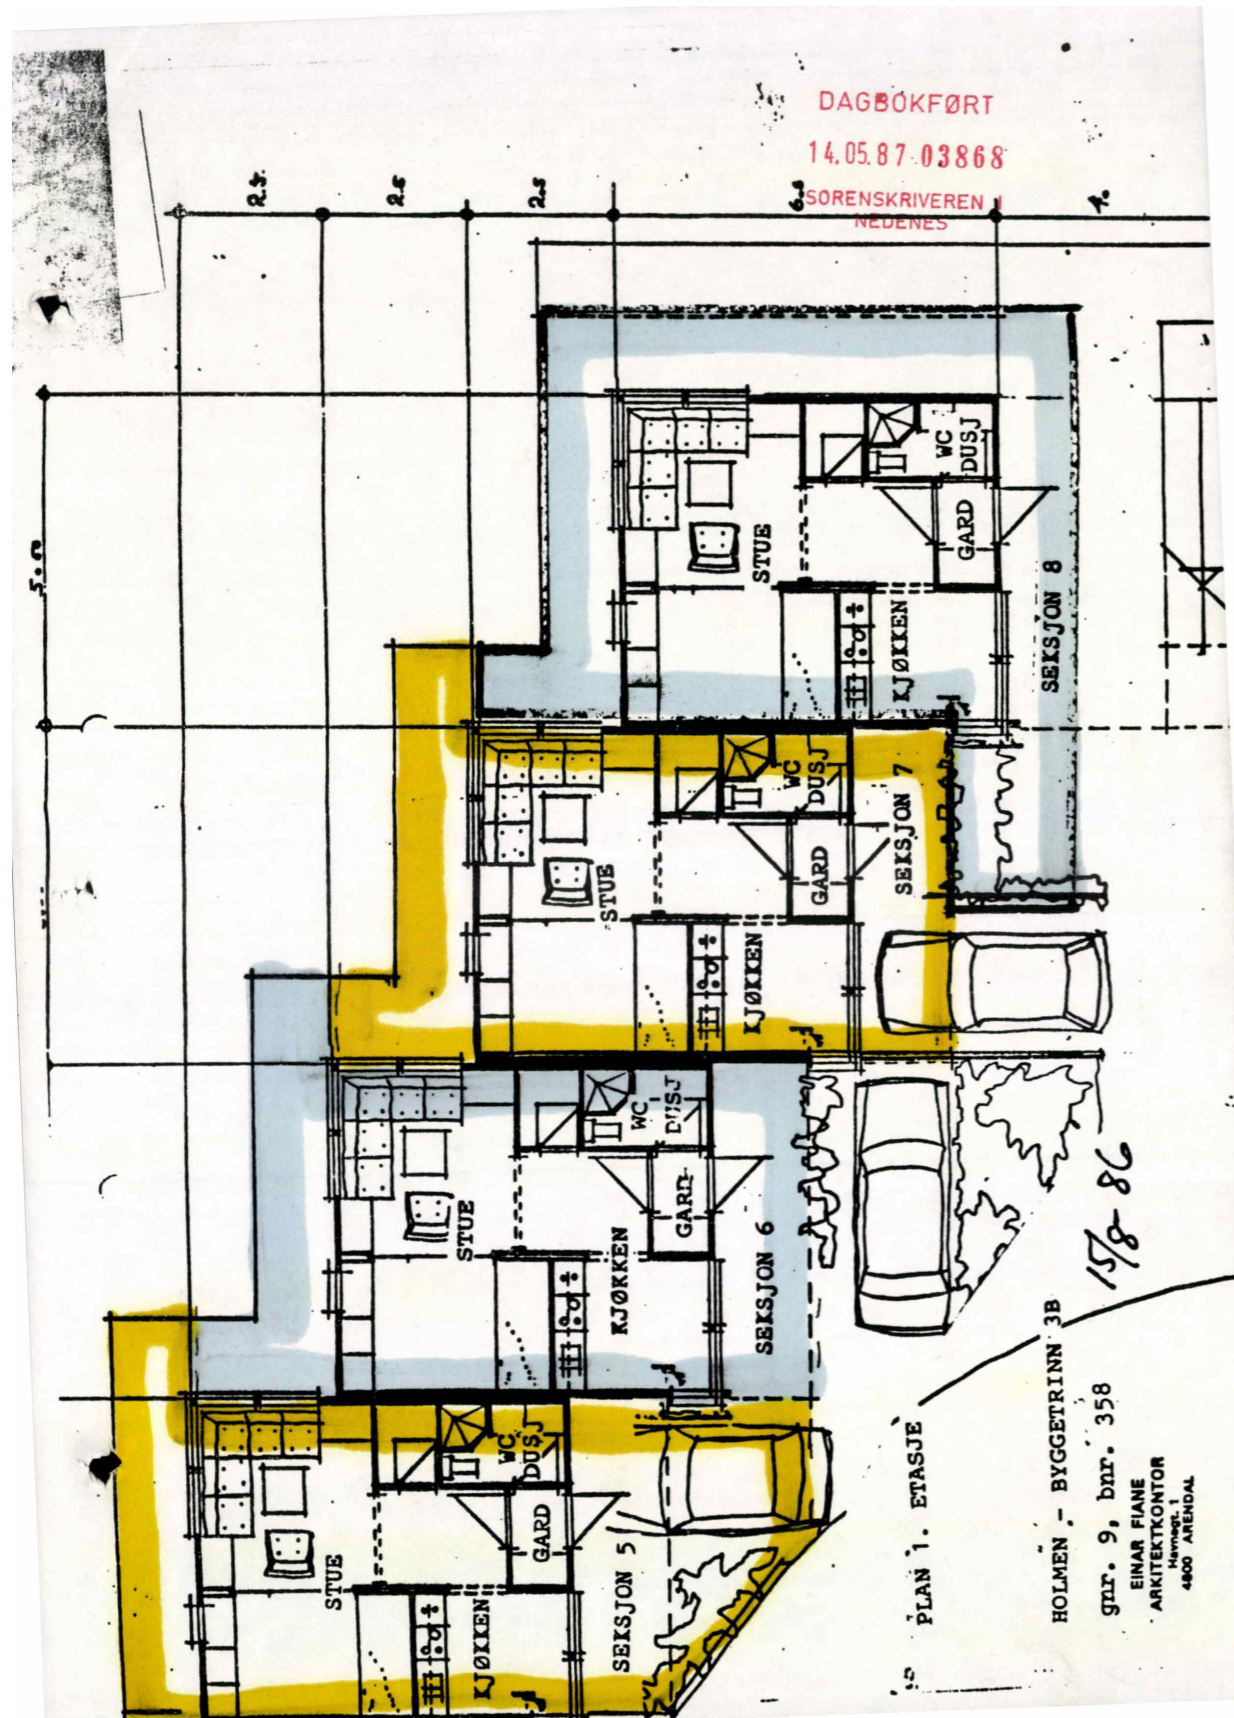 DAGBOKFØRT
14.05.87 03868
SORENSKRIVEREN I
NEDENES
2.5
2.5
6.5
4.
WC
DUSJ
STUE
GARD
KJØKKEN
SEKSJON 8
WC
DUSJ
STUE
GARD
KJØKKEN
SEKSJON 7
WC
DUSJ
STUE
GARD
KJØKKEN
SEKSJON 6
WC
DUSJ
STUE
GARD
KJØKKEN
SEKSJON 5
PLAN 1. ETASJE
HOLMEN - BYGGETRINN 3B
15/8-86
gnr. 9, bnr. 358
EINAR FIANE
ARKITEKTKONTOR
Havnegt. 1
4800 ARENDAL